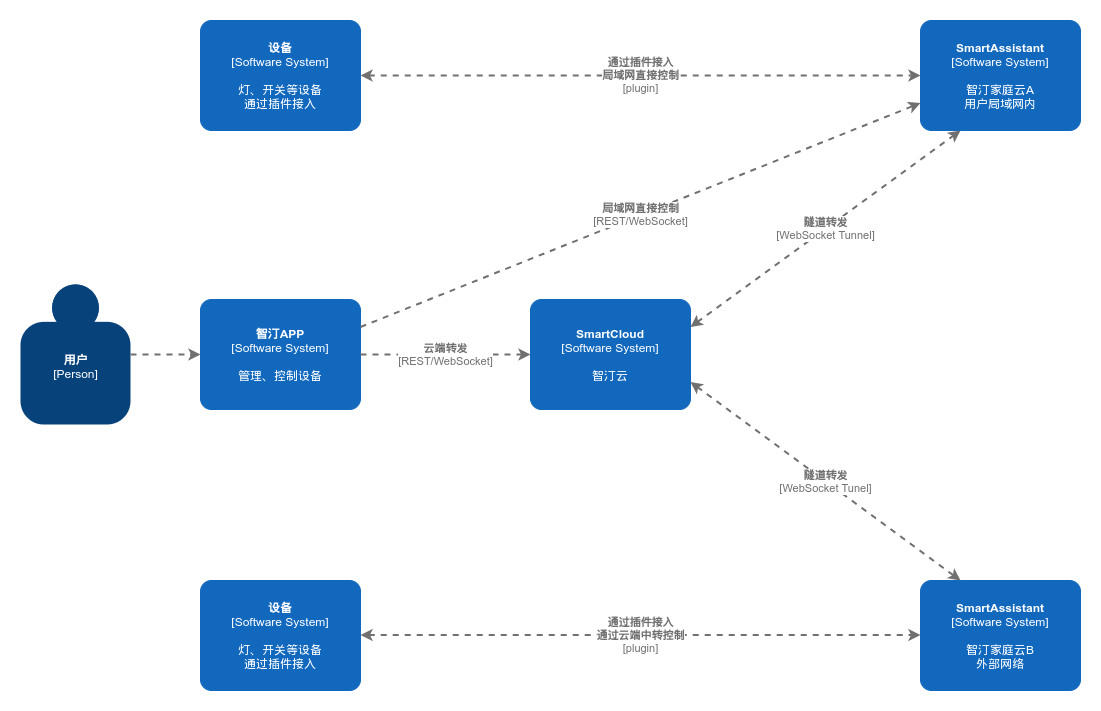 设备
[Software System]
灯、开关等设备
通过插件接入
通过插件接入
局域网直接控制
[plugin]
SmartAssistant
[Software System]
智汀家庭云A
用户局域网内
局域网直接控制
[REST/WebSocket]
隧道转发
[WebSocket Tunnel]
用户
[Person]
智汀APP
[Software System]
管理、控制设备
云端转发
[REST/WebSocket]
SmartCloud
[Software System]
智汀云
隧道转发
[WebSocket Tunel]
设备
[Software System]
灯、开关等设备
通过插件接入
通过插件接入
通过云端中转控制
[plugin]
SmartAssistant
[Software System]
智汀家庭云B
外部网络